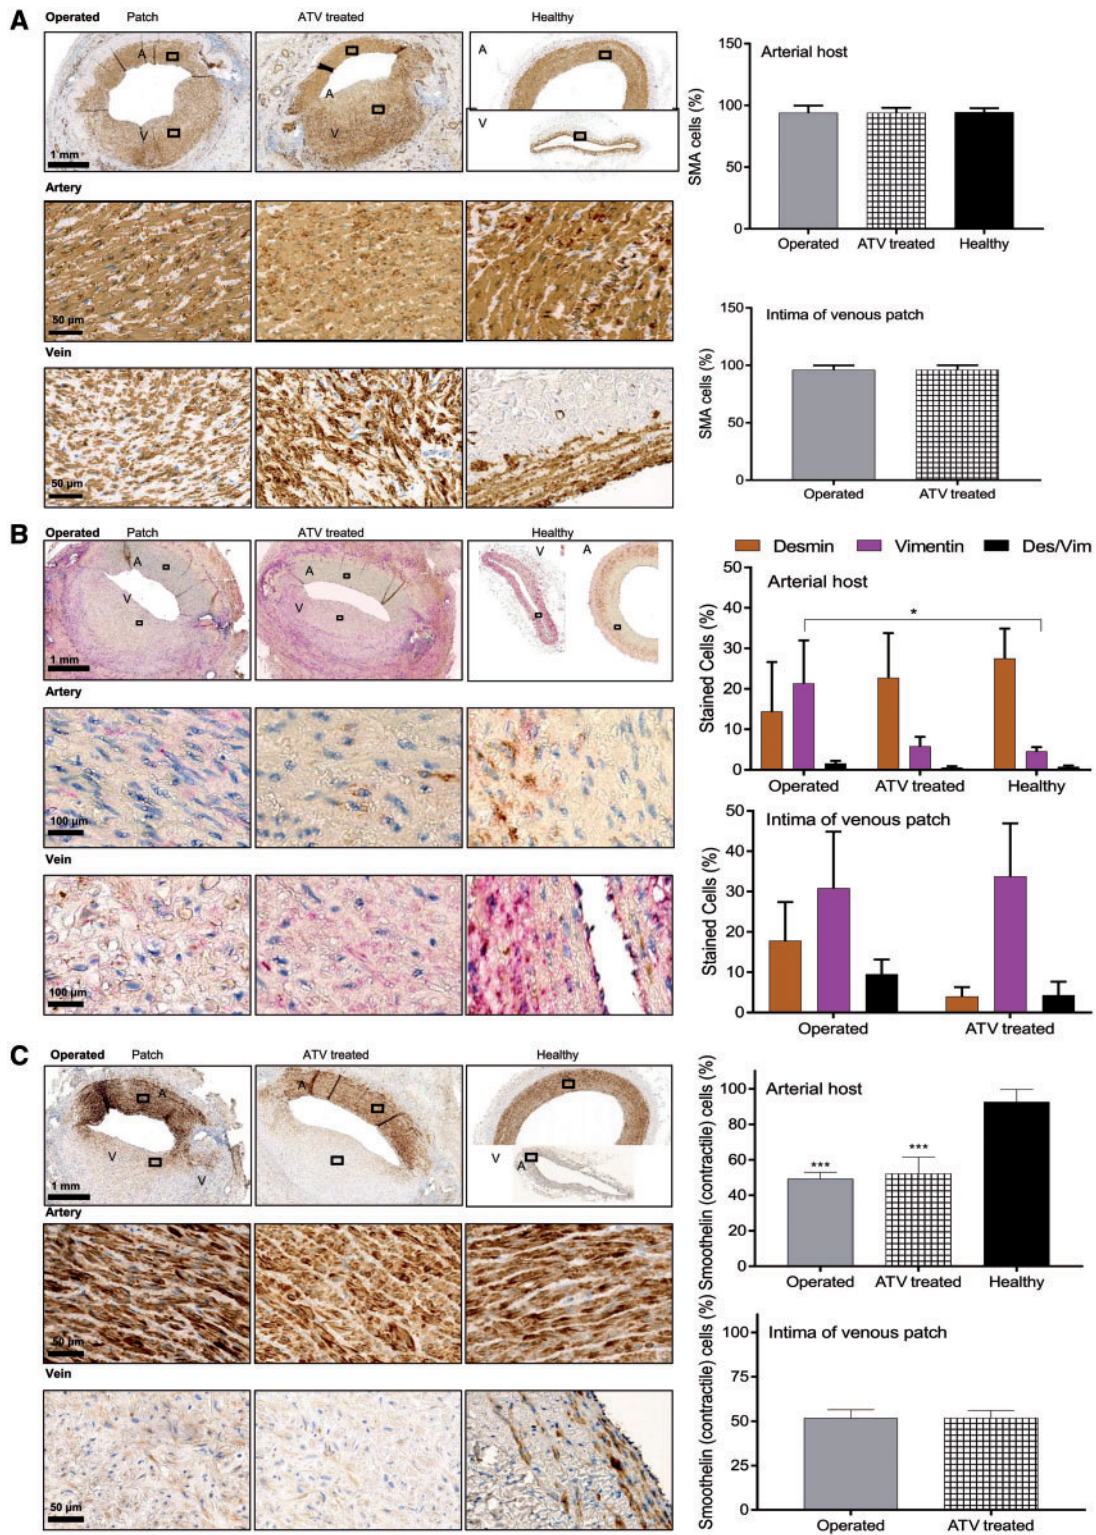 A
Operated Patch ATV treated Healthy
A
V
1 mm
A
V
A
V
Artery
50 µm
Vein
50 µm
150
100
50
0
SMA cells (%)
Arterial host
Operated ATV treated Healthy
150
100
50
0
SMA cells (%)
Intima of venous patch
Operated ATV treated
B
Operated Patch ATV treated Healthy
A
V
1 mm
A
V
V A
Artery
100 µm
Vein
100 µm
Desmin Vimentin Des/Vim
50
40
30
20
10
0
Stained Cells (%)
Arterial host
*
Operated ATV treated Healthy
50
40
30
20
10
0
Stained Cells (%)
Intima of venous patch
Operated ATV treated
C
Operated Patch ATV treated Healthy
A
V
V
1 mm
A
V
A
Artery
50 µm
Vein
50 µm
100
80
60
40
20
0
Smoothelin (contractile) cells (%)
Arterial host
*** ***
Operated ATV treated Healthy
100
75
50
25
0
Smoothelin (contractile) cells (%)
Intima of venous patch
Operated ATV treated